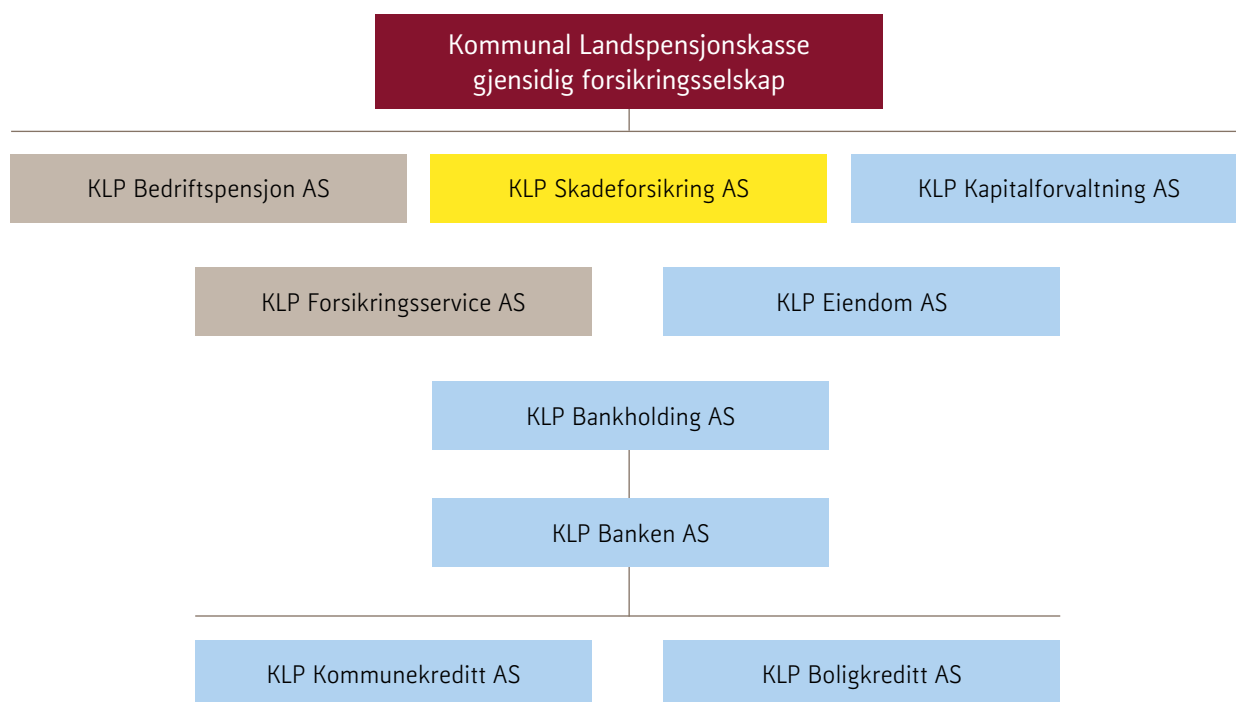 Kommunal Landspensjonskasse
gjensidig forsikringsselskap
KLP Bedriftspensjon AS
KLP Skadeforsikring AS
KLP Kapitalforvaltning AS
KLP Forsikringsservice AS
KLP Eiendom AS
KLP Bankholding AS
KLP Banken AS
KLP Kommunekreditt AS
KLP Boligkreditt AS